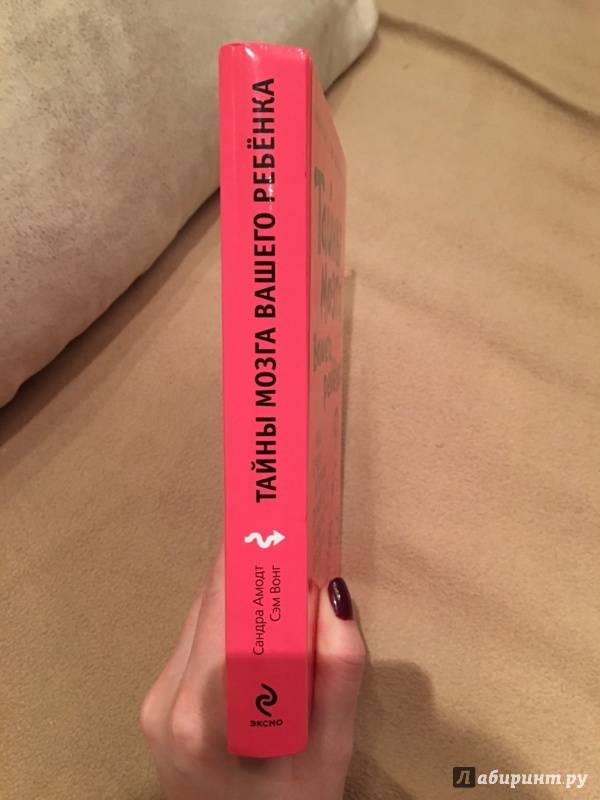 ТАЙНЫ МОЗГА ВАШЕГО РЕБЁНКА
Сандра Амодт
Сэм Вонг
ЭКСМО
Лабиринт.ру